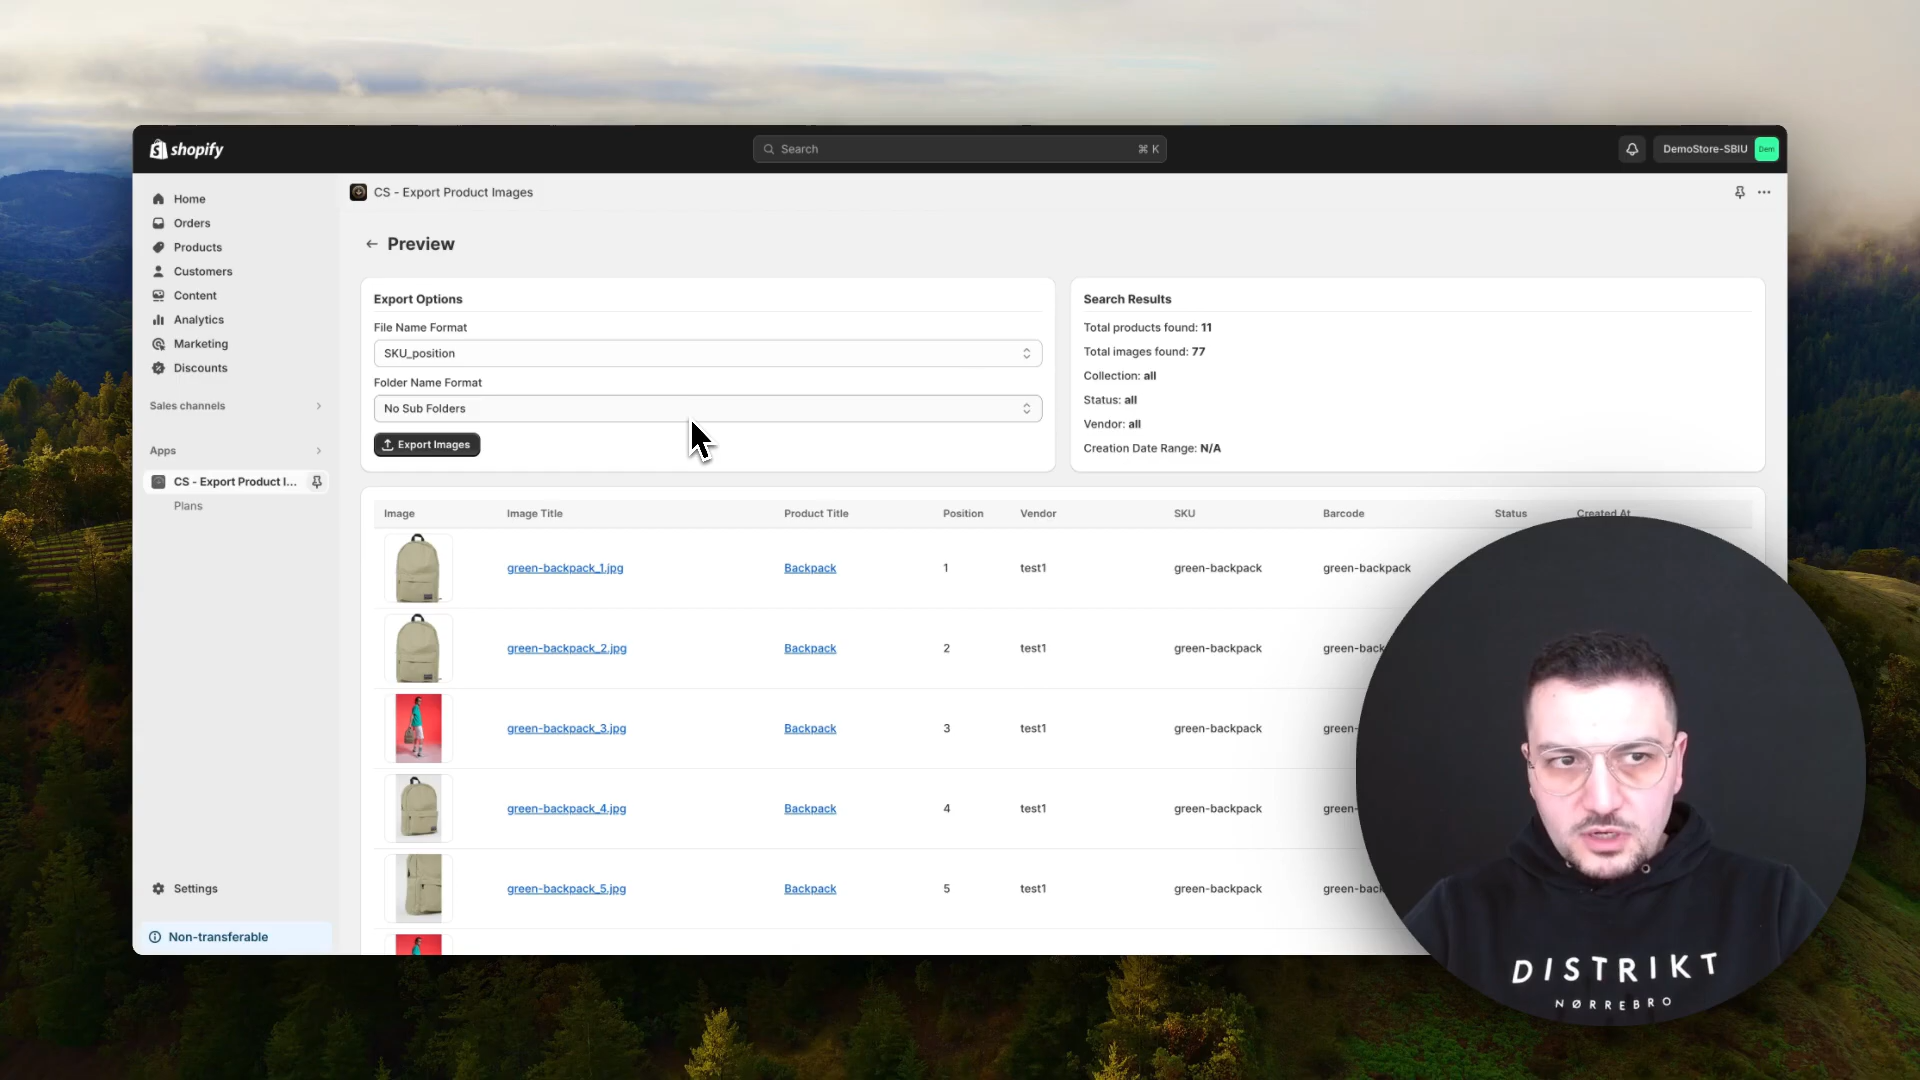 shopify
Search
⌘ K
DemoStore-SBIU
Dem
Home
Orders
Products
Customers
Content
Analytics
Marketing
Discounts
Sales channels
Apps
CS - Export Product I...
Plans
Settings
Non-transferable
CS - Export Product Images
Preview
Export Options
File Name Format
SKU_position
Folder Name Format
No Sub Folders
Export Images
Search Results
Total products found: 11
Total images found: 77
Collection: all
Status: all
Vendor: all
Creation Date Range: N/A
Image Image Title Product Title Position Vendor SKU Barcode Status Created At
green-backpack_1.jpg Backpack 1 test1 green-backpack green-backpack
green-backpack_2.jpg Backpack 2 test1 green-backpack green-back
green-backpack_3.jpg Backpack 3 test1 green-backpack green-
green-backpack_4.jpg Backpack 4 test1 green-backpack green-
green-backpack_5.jpg Backpack 5 test1 green-backpack green-back
DISTRIKT
NØRREBRO